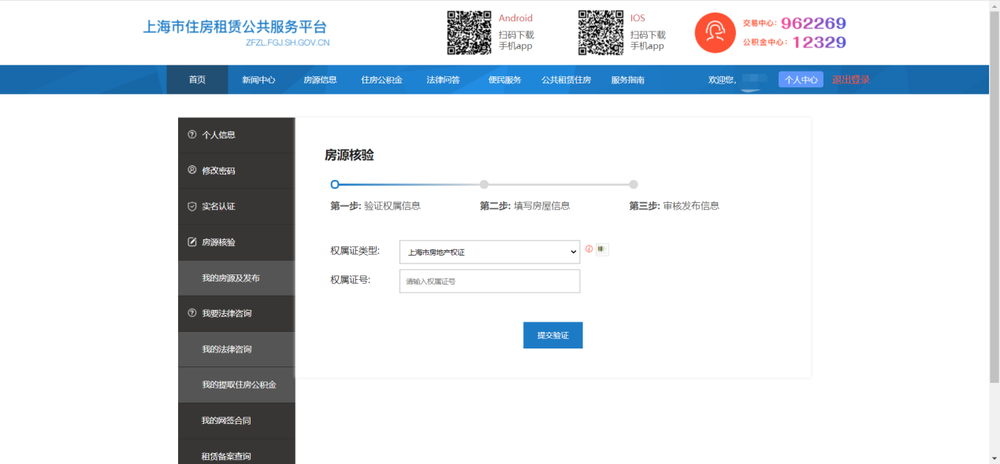 上海市住房租赁公共服务平台
ZFZL.FGJ.SH.GOV.CN
Android
扫码下载
手机app
IOS
扫码下载
手机app
交易中心: 962269
公积金中心: 12329
首页 新闻中心 房源信息 住房公积金 法律问答 便民服务 公共租赁住房 服务指南 欢迎您, 个人中心 退出登录
个人信息
修改密码
实名认证
房源核验
我的房源及发布
我要法律咨询
我的法律咨询
我的提取住房公积金
我的网签合同
租赁备案查询
房源核验
第一步: 验证权属信息 第二步: 填写房屋信息 第三步: 审核发布信息
权属证类型: 上海市房地产权证
权属证号: 请输入权属证号
提交验证